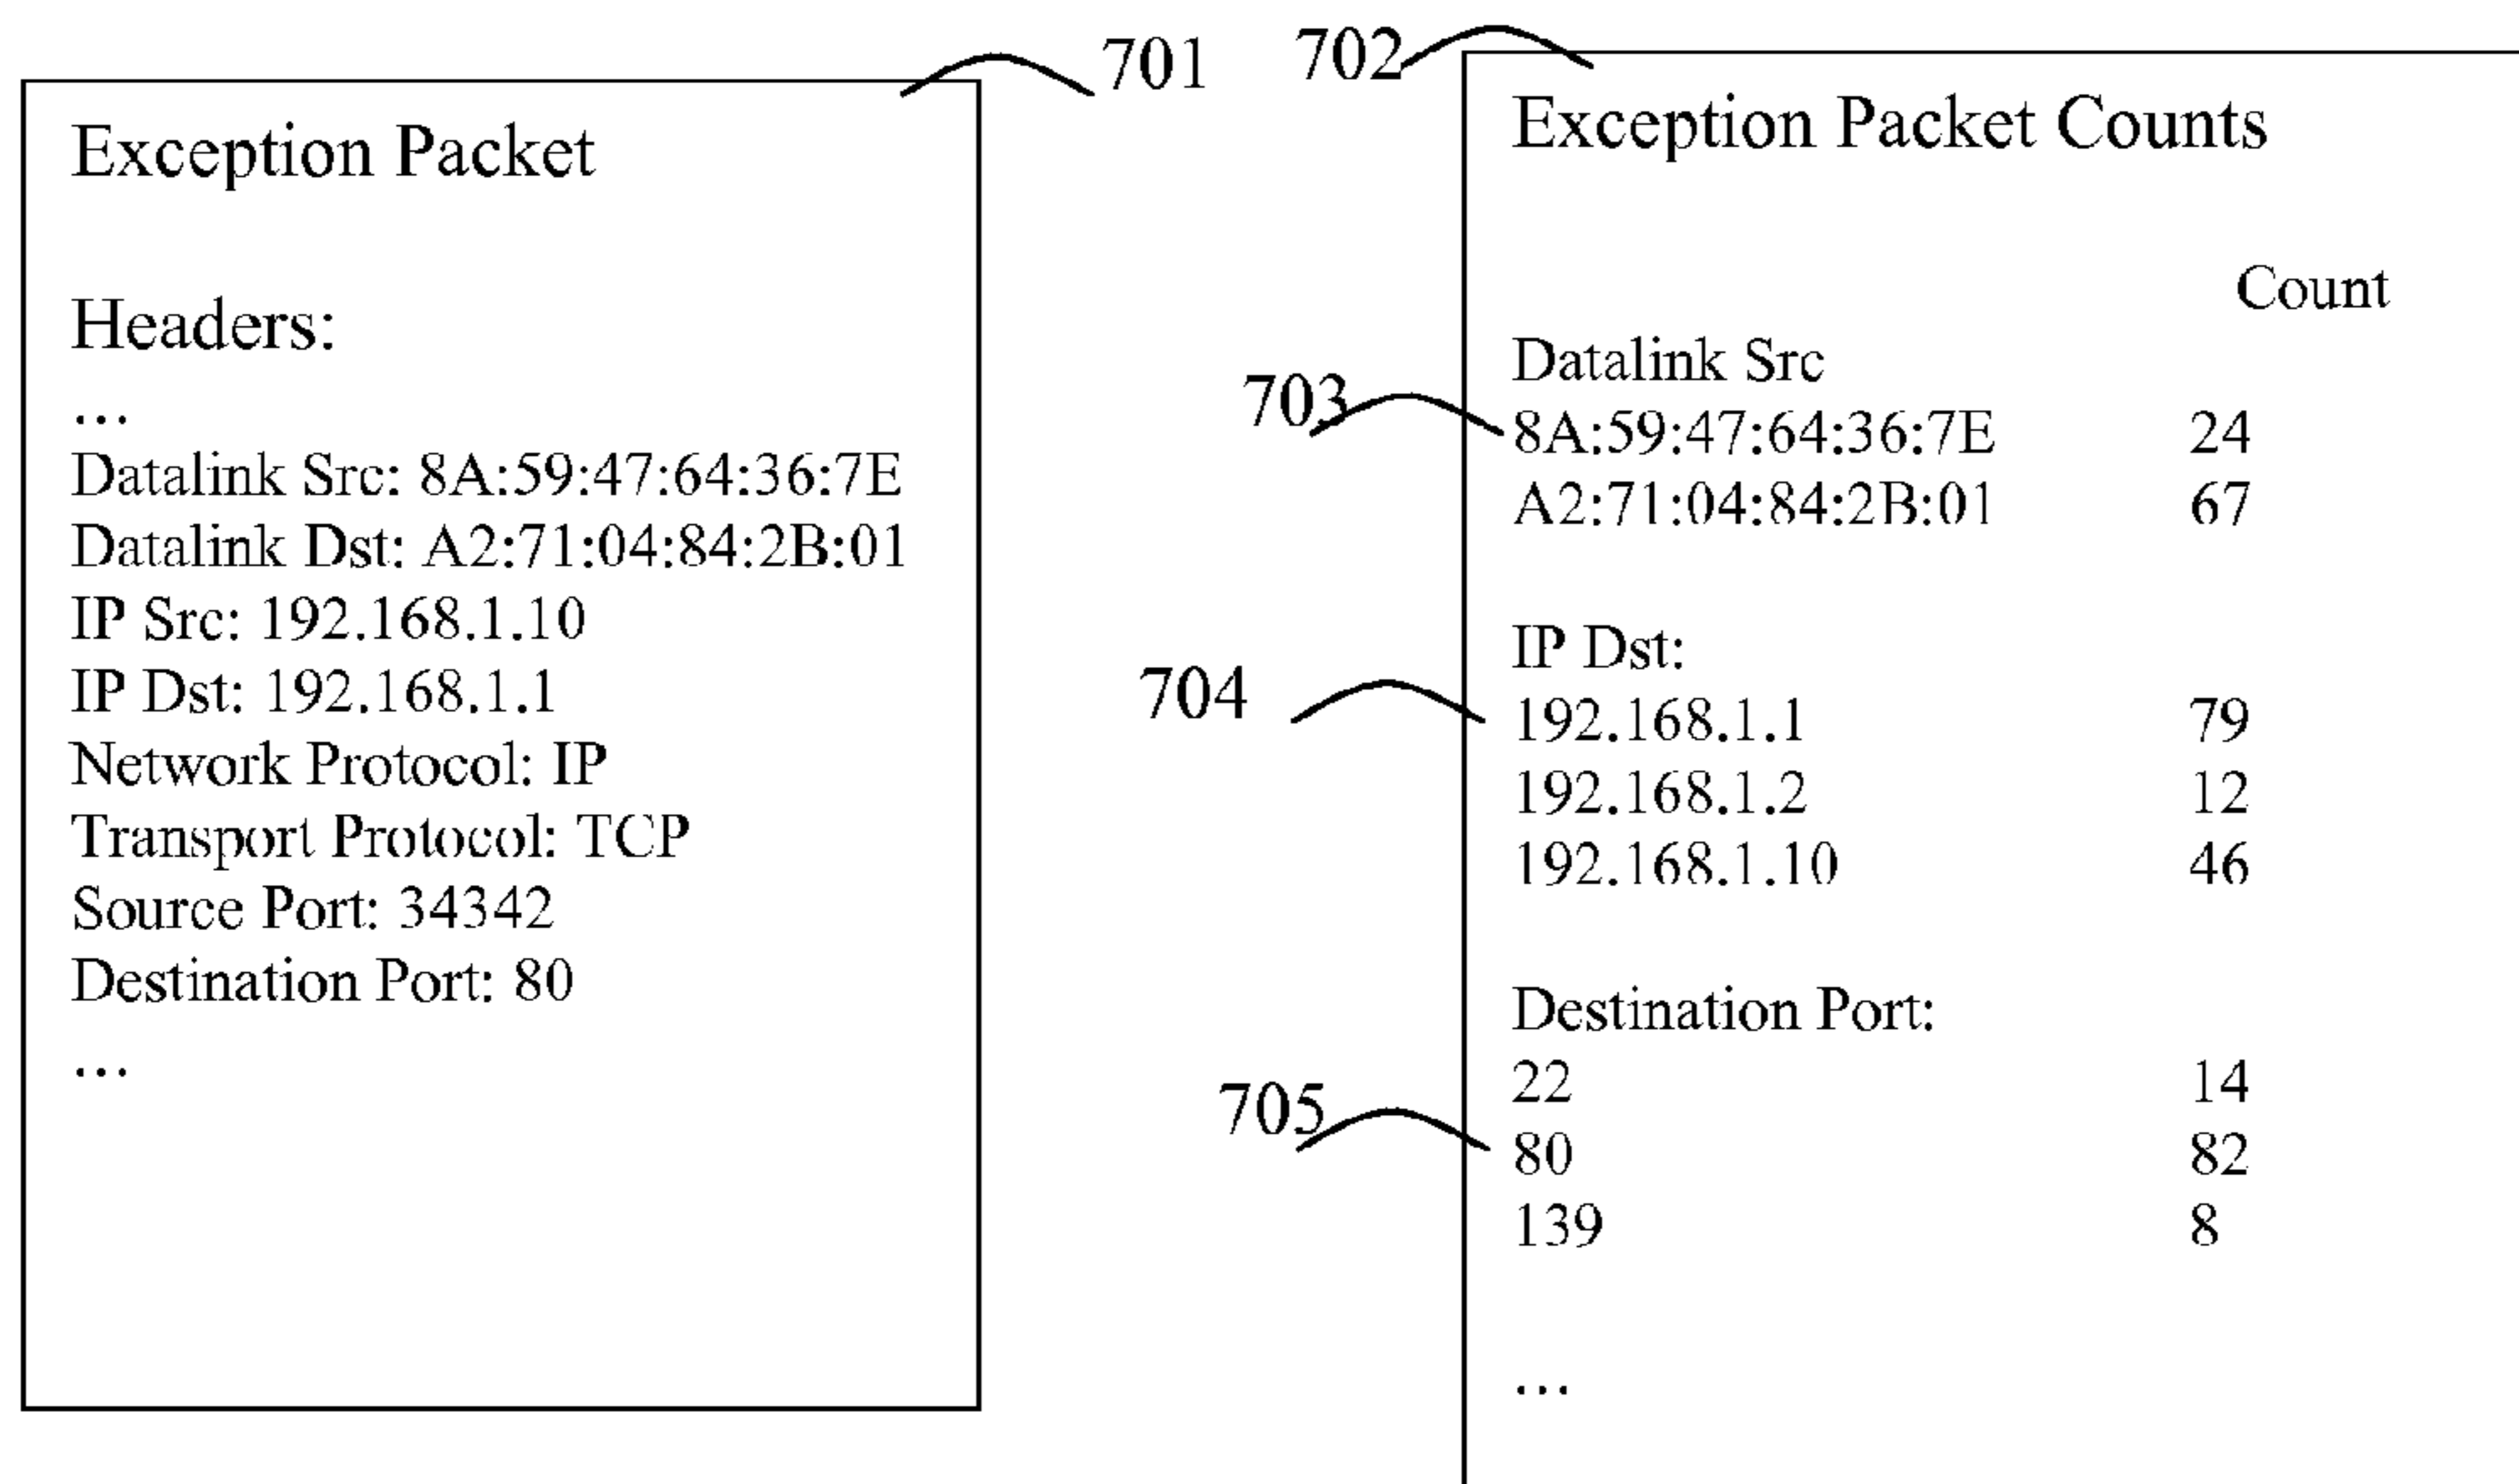 701
Exception Packet
Headers:
...
Datalink Src: 8A:59:47:64:36:7E
Datalink Dst: A2:71:04:84:2B:01
IP Src: 192.168.1.10
IP Dst: 192.168.1.1
Network Protocol: IP
Transport Protocol: TCP
Source Port: 34342
Destination Port: 80
...
702
Exception Packet Counts
Count
Datalink Src
703
8A:59:47:64:36:7E 24
A2:71:04:84:2B:01 67
IP Dst:
704
192.168.1.1 79
192.168.1.2 12
192.168.1.10 46
Destination Port:
22 14
705
80 82
139 8
...